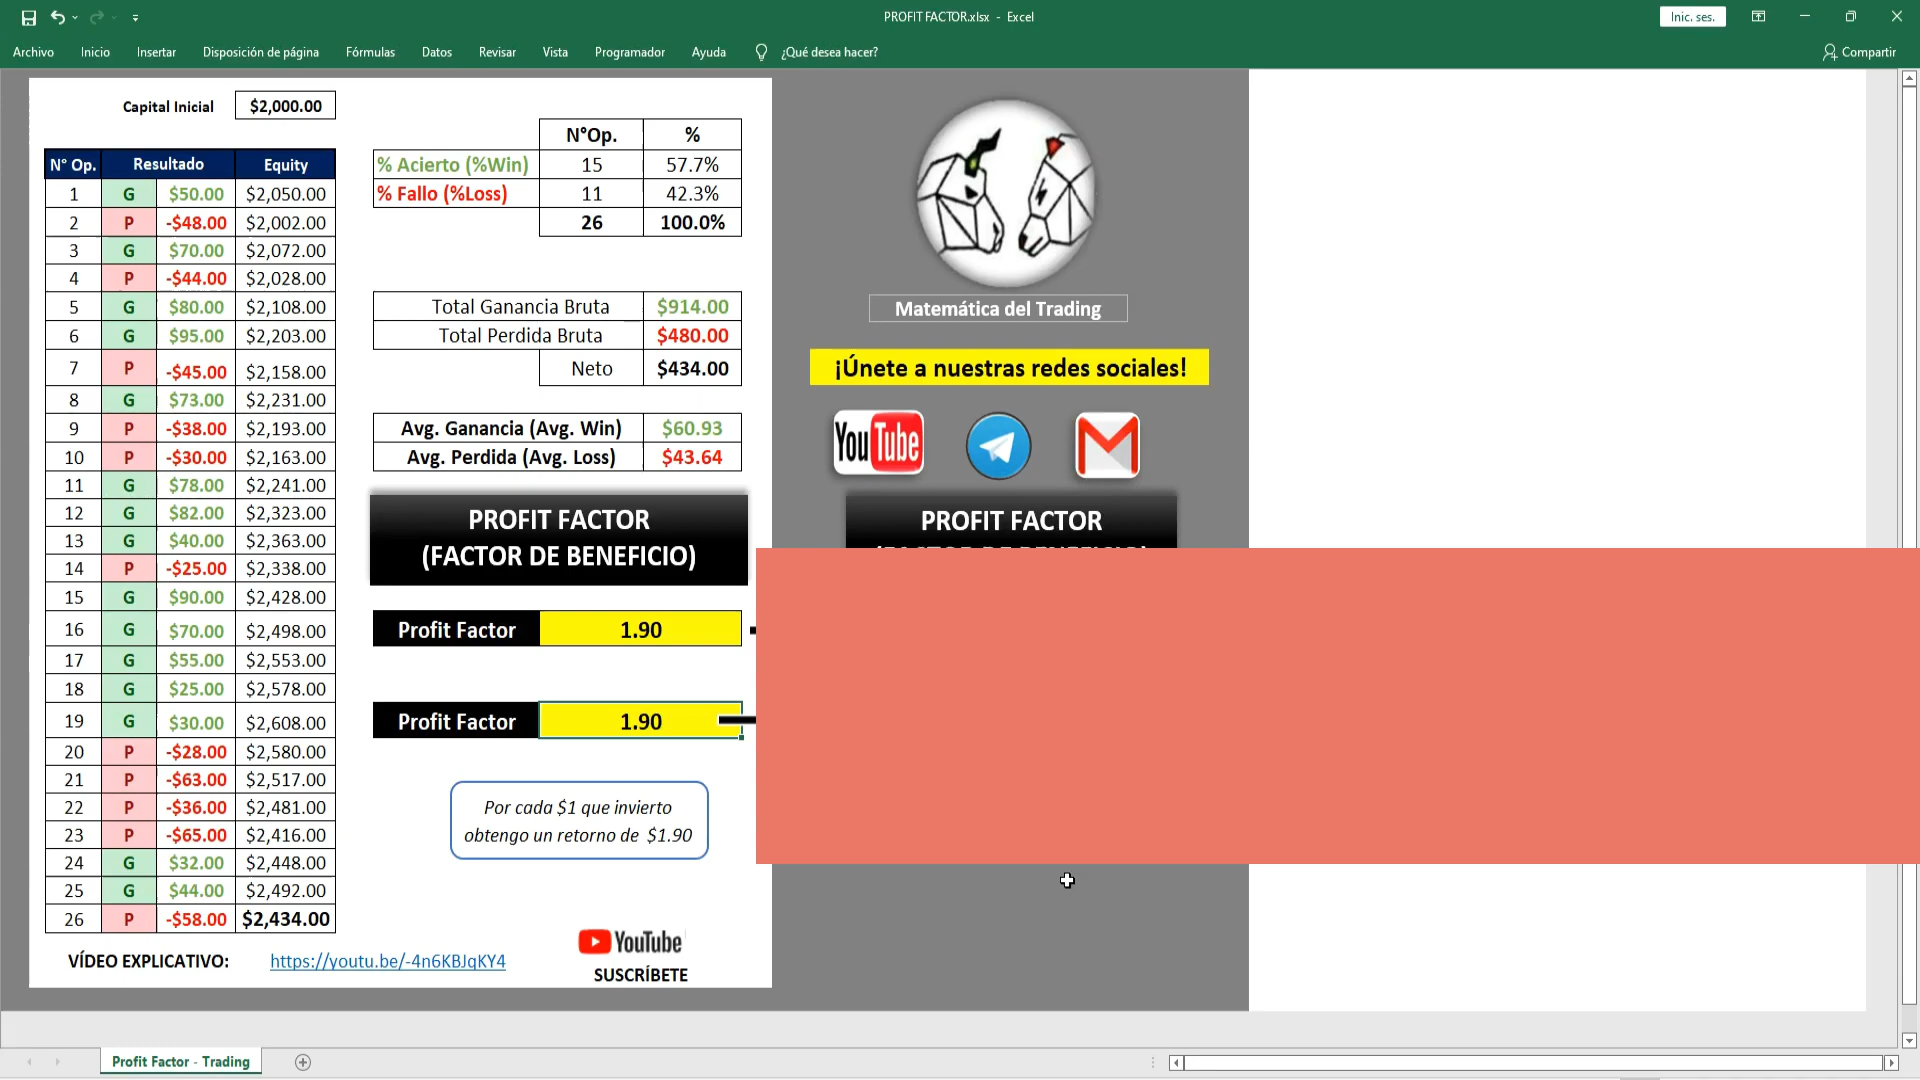 PROFIT FACTOR.xlsx - Excel
Inic. ses.
Archivo Inicio Insertar Disposición de página Fórmulas Datos Revisar Vista Programador Ayuda ¿Qué desea hacer? Compartir
Capital Inicial $2,000.00
N° Op. Resultado Equity
1 G $50.00 $2,050.00
2 P -$48.00 $2,002.00
3 G $70.00 $2,072.00
4 P -$44.00 $2,028.00
5 G $80.00 $2,108.00
6 G $95.00 $2,203.00
7 P -$45.00 $2,158.00
8 G $73.00 $2,231.00
9 P -$38.00 $2,193.00
10 P -$30.00 $2,163.00
11 G $78.00 $2,241.00
12 G $82.00 $2,323.00
13 G $40.00 $2,363.00
14 P -$25.00 $2,338.00
15 G $90.00 $2,428.00
16 G $70.00 $2,498.00
17 G $55.00 $2,553.00
18 G $25.00 $2,578.00
19 G $30.00 $2,608.00
20 P -$28.00 $2,580.00
21 P -$63.00 $2,517.00
22 P -$36.00 $2,481.00
23 P -$65.00 $2,416.00
24 G $32.00 $2,448.00
25 G $44.00 $2,492.00
26 P -$58.00 $2,434.00
VÍDEO EXPLICATIVO: https://youtu.be/-4n6KBJqKY4
N°Op. %
% Acierto (%Win) 15 57.7%
% Fallo (%Loss) 11 42.3%
26 100.0%
Total Ganancia Bruta $914.00
Total Perdida Bruta $480.00
Neto $434.00
Avg. Ganancia (Avg. Win) $60.93
Avg. Perdida (Avg. Loss) $43.64
PROFIT FACTOR
(FACTOR DE BENEFICIO)
Profit Factor 1.90
Profit Factor 1.90
Por cada $1 que invierto
obtengo un retorno de $1.90
YouTube
SUSCRÍBETE
Matemática del Trading
¡Únete a nuestras redes sociales!
YouTube
PROFIT FACTOR
Profit Factor - Trading